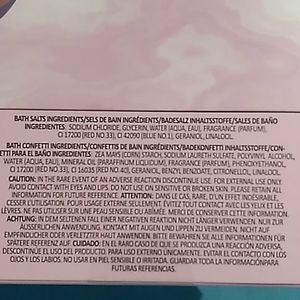 BATH SALTS INGREDIENTS/SELS DE BAIN INGRÉDIENTS/BADESALZ INHALTSSTOFFE/SALES DE BAÑO
INGREDIENTES: SODIUM CHLORIDE, GLYCERIN, WATER (AQUA, EAU), FRAGRANCE (PARFUM),
CI 17200 (RED NO.33), CI 42090 (BLUE NO.1), GERANIOL, LINALOOL.
BATH CONFETTI INGREDIENTS/CONFETTIS DE BAIN INGRÉDIENTS/BADEKONFETTI INHALTSSTOFFE/CON-
FETTI PARA EL BAÑO INGREDIENTES: ZEA MAYS (CORN) STARCH, SODIUM LAURETH SULFATE, POLYVINYL ALCOHOL,
WATER (AQUA, EAU), MINERAL OIL (PARAFFINUM LIQUIDUM), FRAGRANCE (PARFUM), PHENOXYETHANOL,
CI 17200 (RED NO.33), CI 16035 (RED NO.40), GERANIOL, BENZYL BENZOATE, CITRONELLOL, LINALOOL.
CAUTION: IN THE RARE EVENT OF AN ADVERSE REACTION DISCONTINUE USE. FOR EXTERNAL USE ONLY.
AVOID CONTACT WITH EYES AND LIPS. DO NOT USE ON SENSITIVE OR BROKEN SKIN. PLEASE RETAIN
INFORMATION FOR FUTURE REFERENCE. ATTENTION: DANS LE CAS, RARE, D'UN EFFET INDÉSIRABLE,
CESSER L'UTILISATION. POUR USAGE EXTERNE SEULEMENT. ÉVITEZ TOUT CONTACT AVEC LES YEUX ET
LES LÈVRES. NE PAS UTILISER SUR UNE PEAU SENSIBLE OU ABÎMÉE. MERCI DE CONSERVER CETTE INFORMATION.
ACHTUNG: IN DEM SELTENEN FALL EINER NEGATIVEN REAKTION NICHT LÄNGER VERWENDEN. NUR ZUR
ÄUSSERLICHEN ANWENDUNG. KONTAKT MIT AUGEN UND LIPPEN ZU VERMEIDEN. NICHT AUF
EMPFINDLICHER ODER VERLETZTER HAUT ANWENDEN. BITTE BEWAHREN SIE ALLE INFORMATIONEN FÜR
SPÄTERE REFERENZ AUF. CUIDADO: EN EL RARO CASO DE QUE SE PRODUZCA UNA REACCIÓN ADVERSA,
DISCONTINÚE EL USO DEL PRODUCTO. PARA USO EXTERNO ÚNICAMENTE. EVITAR EL CONTACTO CON LOS
OJOS Y LOS LABIOS. NO USAR EN PIEL SENSIBLE O IRRITADA. GUARDAR TODA LA INFORMACIÓN PARA
FUTURAS REFERENCIAS.